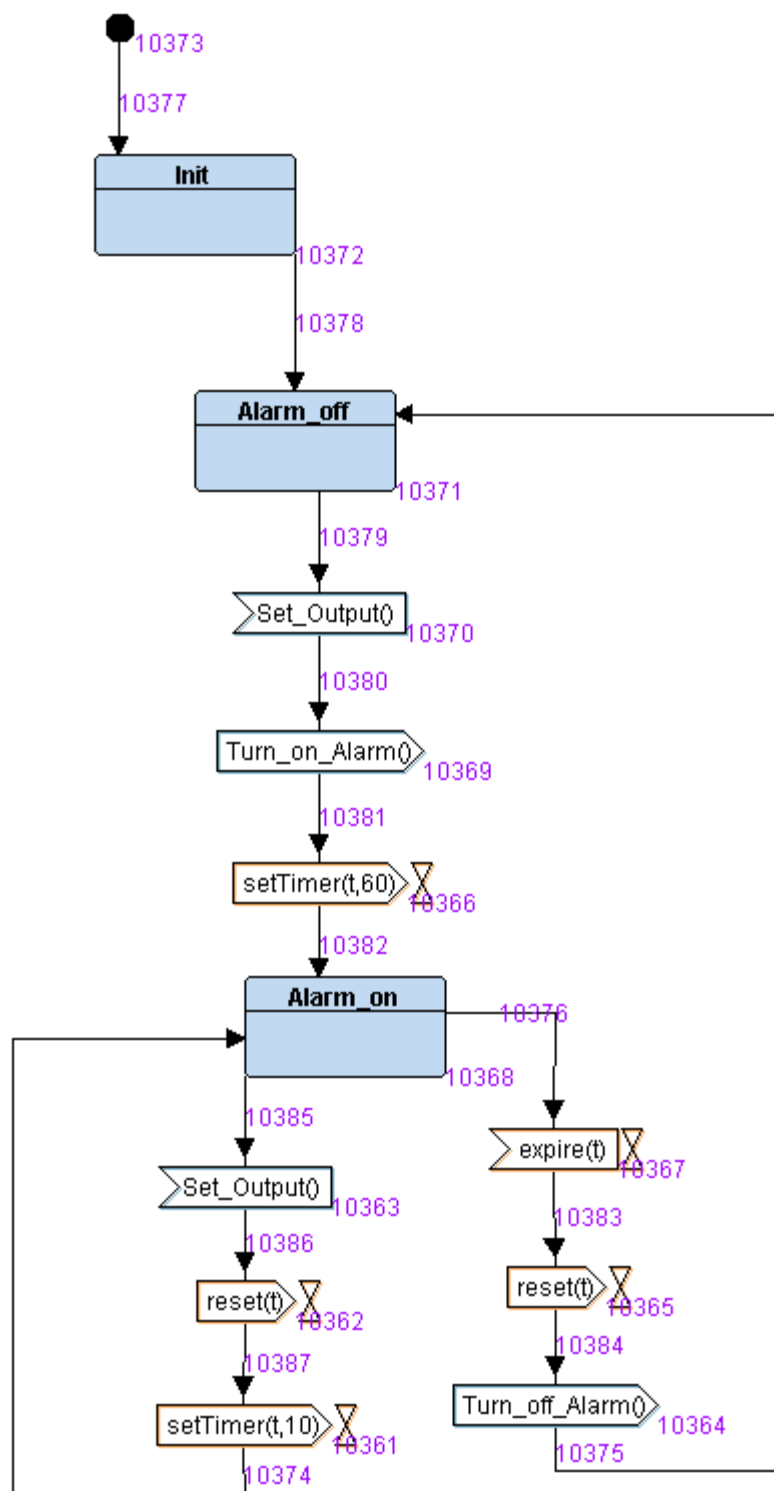 10373
10377
Init
10372
10378
Alarm_off
10371
10379
Set_Output()
10370
10380
Turn_on_Alarm()
10369
10381
setTimer(t,60)
10366
10382
Alarm_on
10376
10368
10385
expire(t)
10367
Set_Output()
10363
10383
10386
reset(t)
10365
reset(t)
10362
10384
10387
Turn_off_Alarm()
10364
setTimer(t,10)
10361
10375
10374